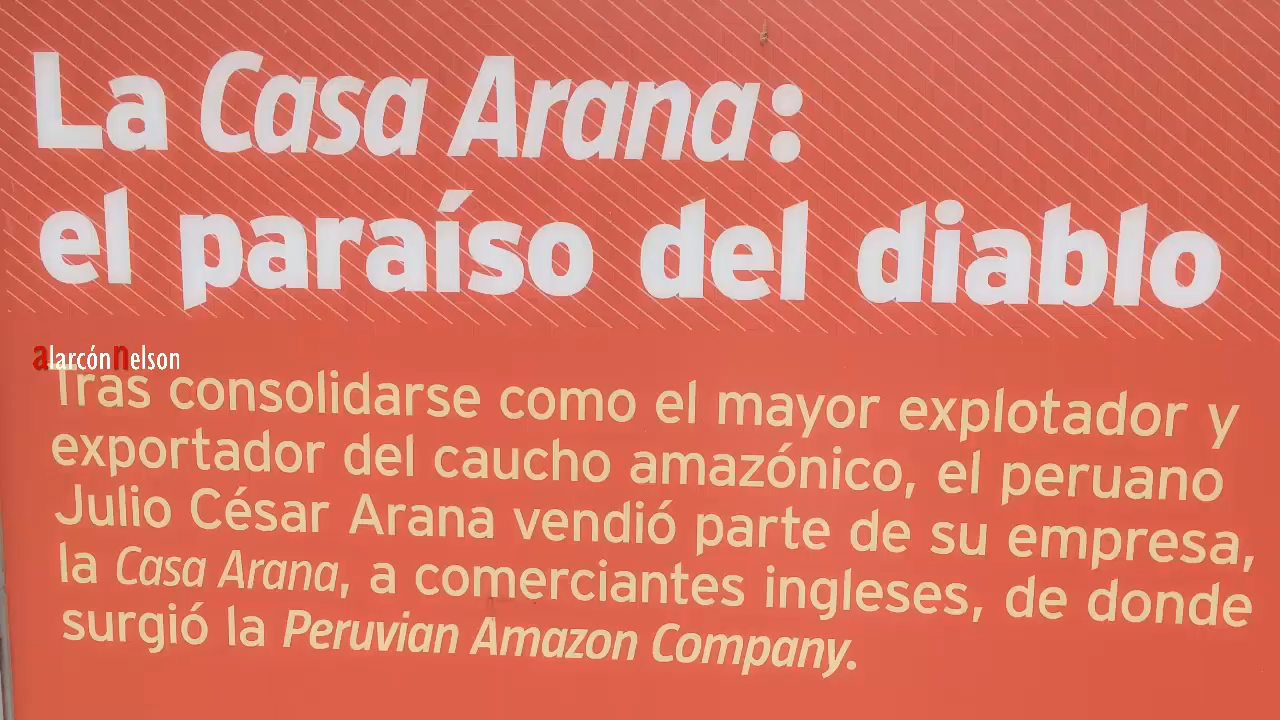 La Casa Arana:
el paraíso del diablo
alarcónnelson
Tras consolidarse como el mayor explotador y
exportador del caucho amazónico, el peruano
Julio César Arana vendió parte de su empresa,
la Casa Arana, a comerciantes ingleses, de donde
surgió la Peruvian Amazon Company.